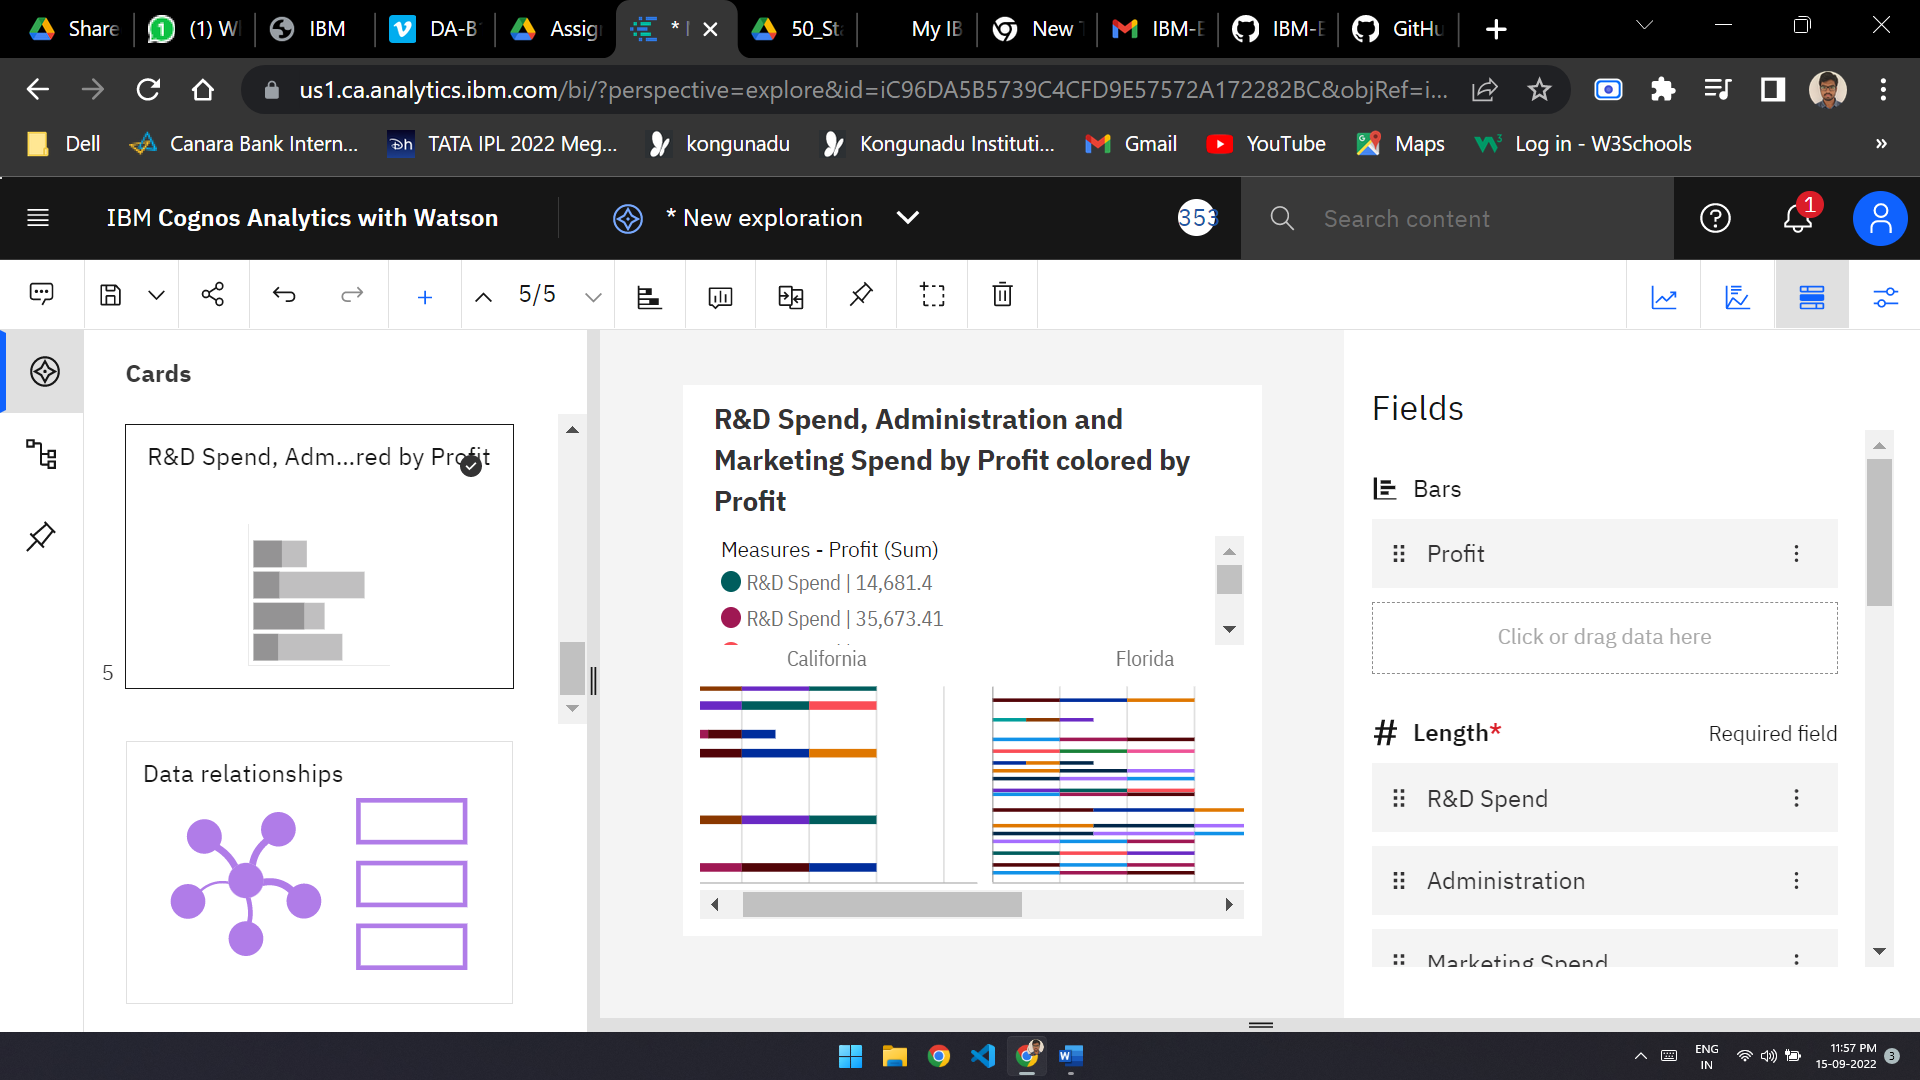 Share
(1) W
IBM
DA-B
Assig
* I
50_Sta
My IB
New
IBM-E
IBM-E
GitHu
us1.ca.analytics.ibm.com/bi/?perspective=explore&id=iC96DA5B5739C4CFD9E57572A172282BC&objRef=i...
Dell
Canara Bank Intern...
TATA IPL 2022 Meg...
kongunadu
Kongunadu Instituti...
Gmail
YouTube
Maps
Log in - W3Schools
»
IBM Cognos Analytics with Watson
* New exploration
353
Search content
1
5/5
Cards
R&D Spend, Adm...red by Profit
5
Data relationships
R&D Spend, Administration and
Marketing Spend by Profit colored by
Profit
Measures - Profit (Sum)
R&D Spend | 14,681.4
R&D Spend | 35,673.41
California
Florida
Fields
Bars
Profit
Click or drag data here
# Length*
Required field
R&D Spend
Administration
Marketing Spend
ENG
IN
11:57 PM
15-09-2022
3